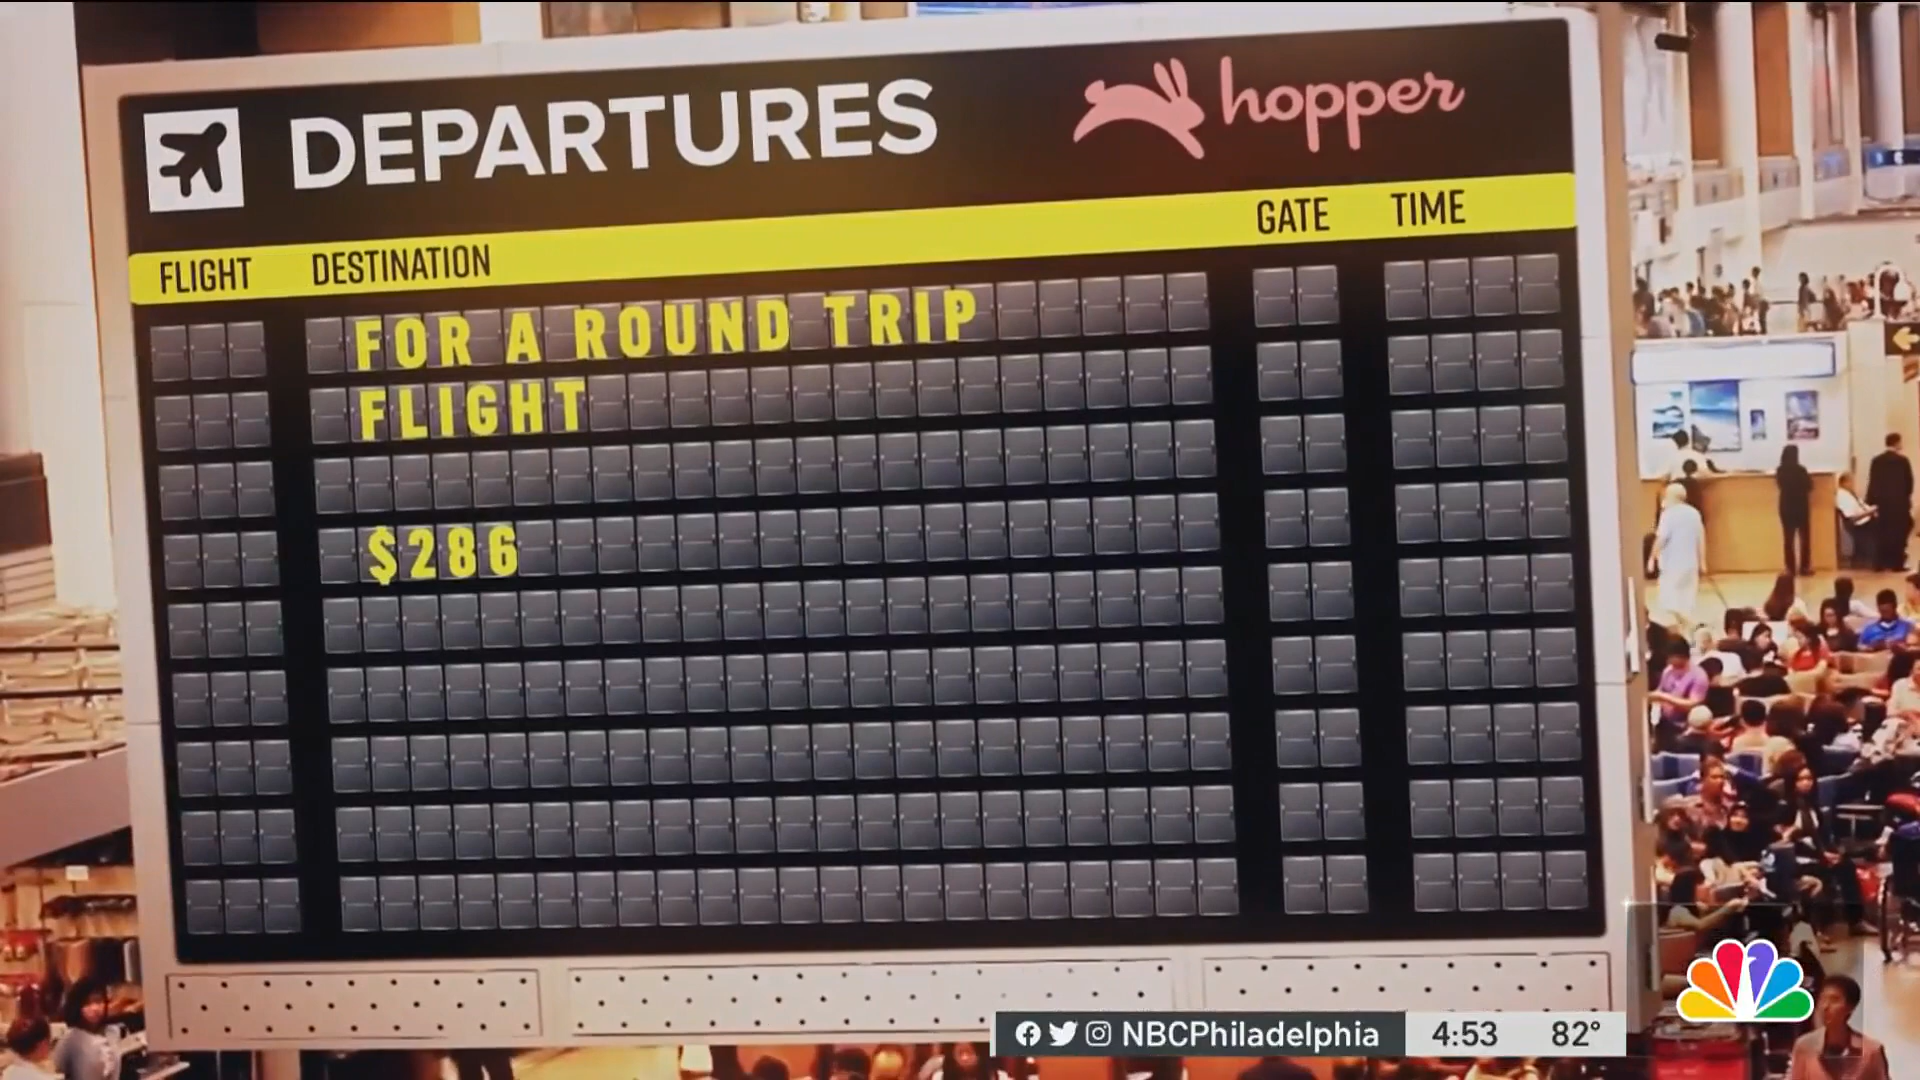 DEPARTURES hopper
FLIGHT DESTINATION GATE TIME
FOR A ROUND TRIP
FLIGHT
$286
NBCPhiladelphia 4:53 82°